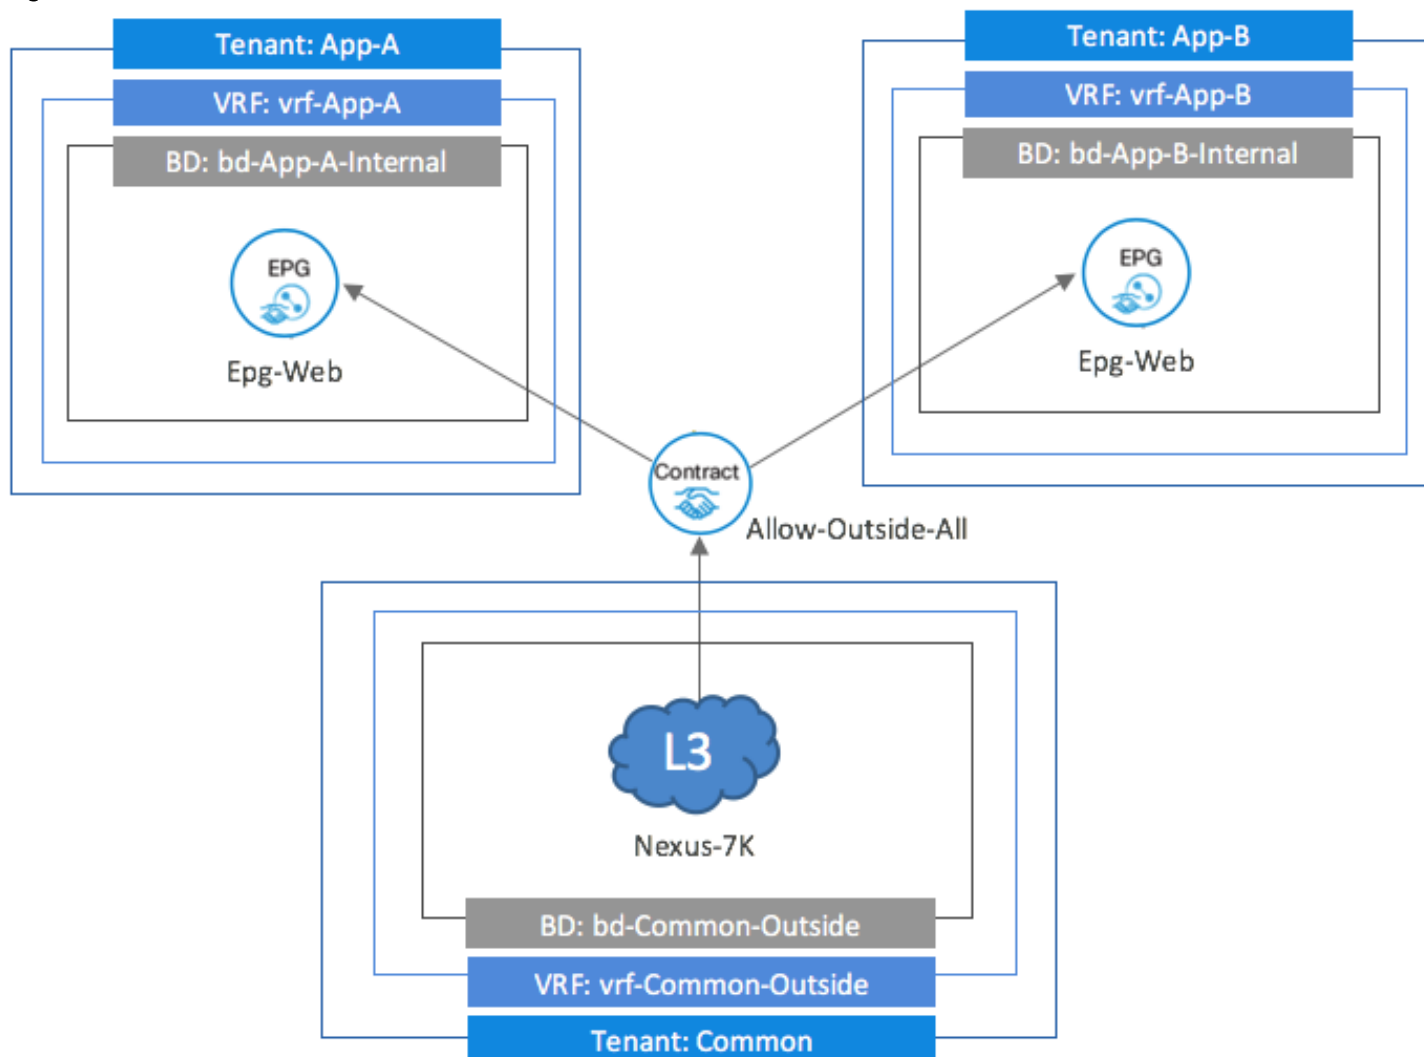 Tenant: App-A
VRF: vrf-App-A
BD: bd-App-A-Internal
EPG
Epg-Web
Tenant: App-B
VRF: vrf-App-B
BD: bd-App-B-Internal
EPG
Epg-Web
Contract
Allow-Outside-All
L3
Nexus-7K
BD: bd-Common-Outside
VRF: vrf-Common-Outside
Tenant: Common